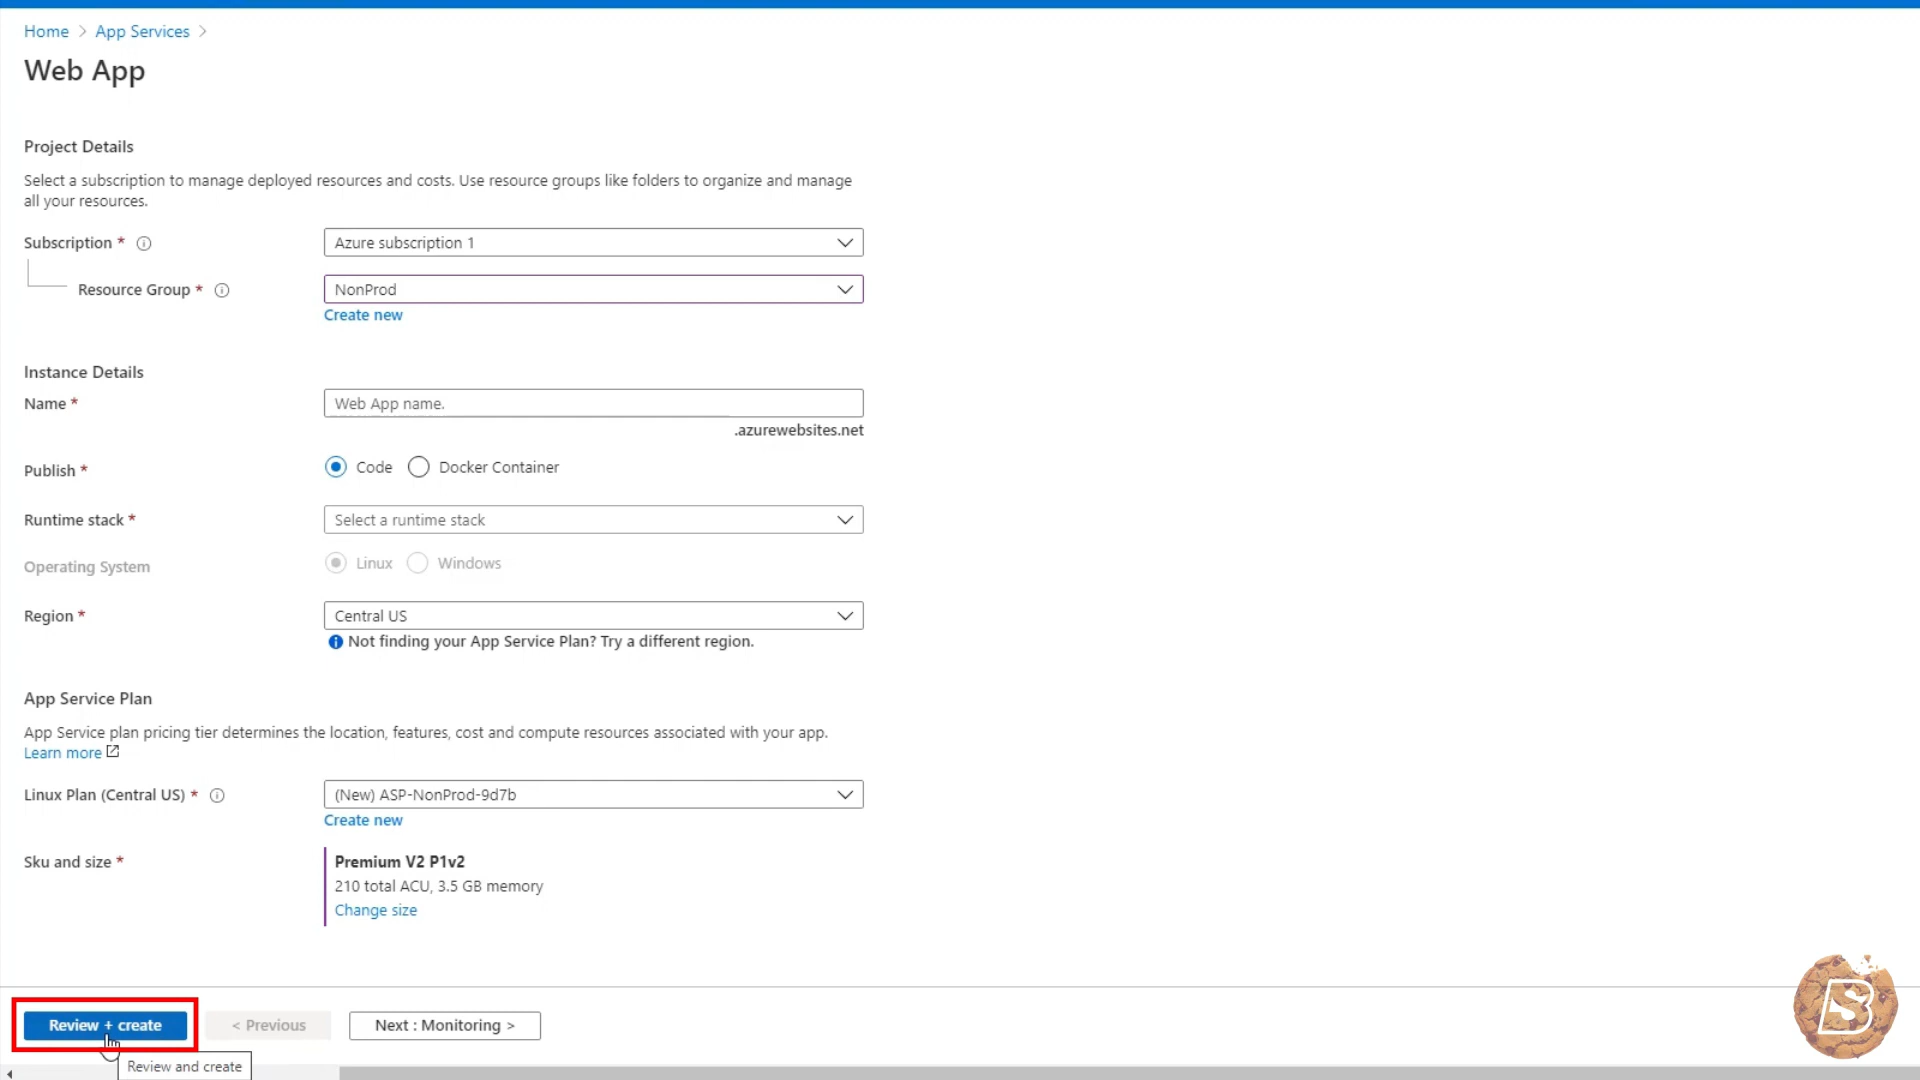 Home > App Services >
Web App
Project Details
Select a subscription to manage deployed resources and costs. Use resource groups like folders to organize and manage
all your resources.
Subscription *
Azure subscription 1
Resource Group *
NonProd
Create new
Instance Details
Name *
Web App name.
.azurewebsites.net
Publish *
Code
Docker Container
Runtime stack *
Select a runtime stack
Operating System
Linux
Windows
Region *
Central US
Not finding your App Service Plan? Try a different region.
App Service Plan
App Service plan pricing tier determines the location, features, cost and compute resources associated with your app.
Learn more
Linux Plan (Central US) *
(New) ASP-NonProd-9d7b
Create new
Sku and size *
Premium V2 P1v2
210 total ACU, 3.5 GB memory
Change size
Review + create
< Previous
Next : Monitoring >
Review and create
BS